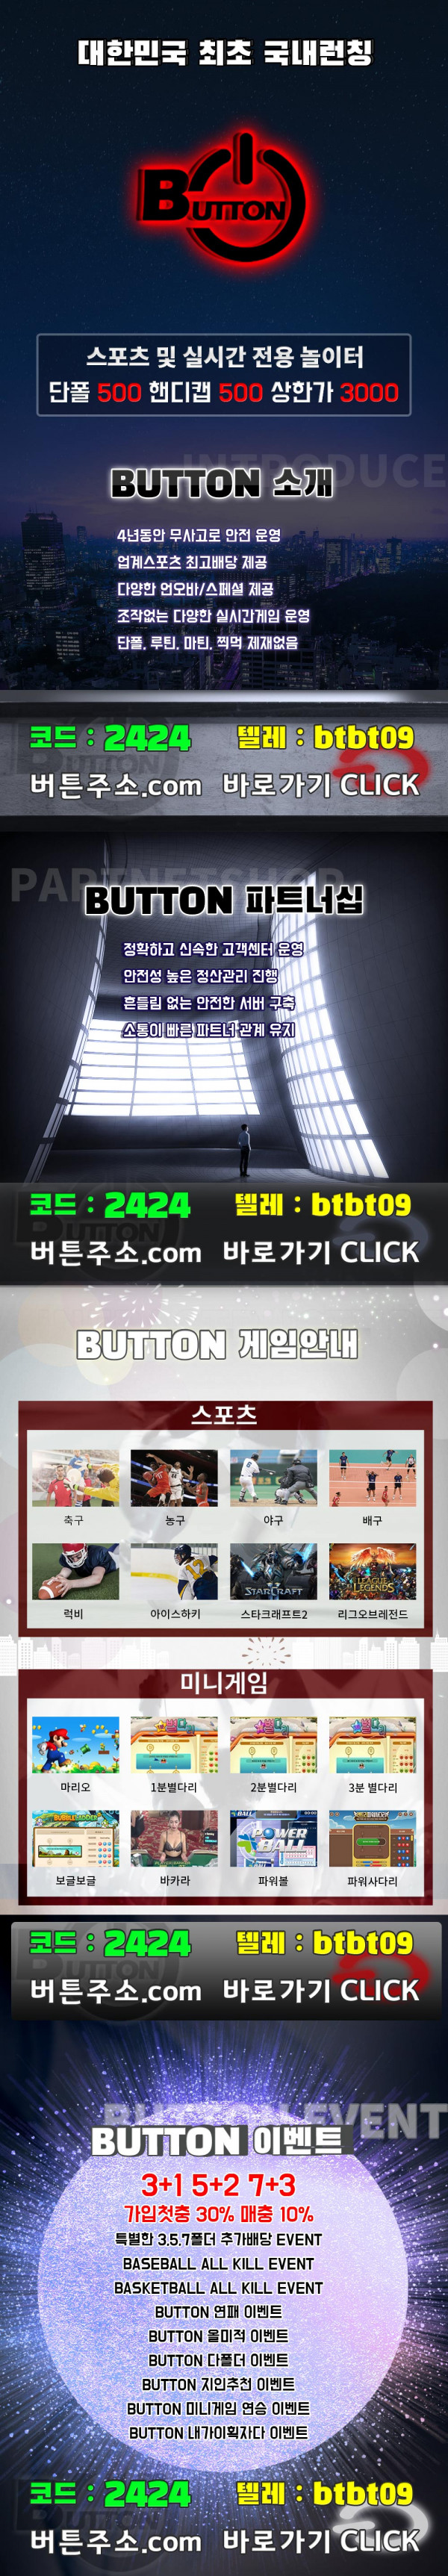 대한민국 최초 국내런칭
BUTTON
스포츠 및 실시간 전용 놀이터
단폴 500 핸디캡 500 상한가 3000
INTRODUCE
BUTTON 소개
4년동안 무사고로 안전 운영
업계스포츠 최고배당 제공
다양한 언오바/스페셜 제공
조작없는 다양한 실시간게임 운영
단폴, 루틴, 마틴, 찍먹 제재없음
코드 : 2424 텔레 : btbt09
버튼주소.com 바로가기 CLICK
BUTTON 파트너십
정확하고 신속한 고객센터 운영
안전성 높은 정산관리 진행
흔들림 없는 안전한 서버 구축
소통이 빠른 파트너 관계 유지
코드 : 2424 텔레 : btbt09
버튼주소.com 바로가기 CLICK
BUTTON 게임안내
스포츠
축구 농구 야구 배구
STARCRAFT
LEAGUE LEGENDS
럭비 아이스하키 스타크래프트2 리그오브레전드
미니게임
마리오 1분별다리 2분별다리 3분 별다리
POWER BALL
보글보글 바카라 파워볼 파워사다리
코드 : 2424 텔레 : btbt09
버튼주소.com 바로가기 CLICK
EVENT
BUTTON 이벤트
3+1 5+2 7+3
가입첫충 30% 매충 10%
특별한 3.5.7폴더 추가배당 EVENT
BASEBALL ALL KILL EVENT
BASKETBALL ALL KILL EVENT
BUTTON 연패 이벤트
BUTTON 올미적 이벤트
BUTTON 다폴더 이벤트
BUTTON 지인추천 이벤트
BUTTON 미니게임 연승 이벤트
BUTTON 내가이획자다 이벤트
코드 : 2424 텔레 : btbt09
버튼주소.com 바로가기 CLICK